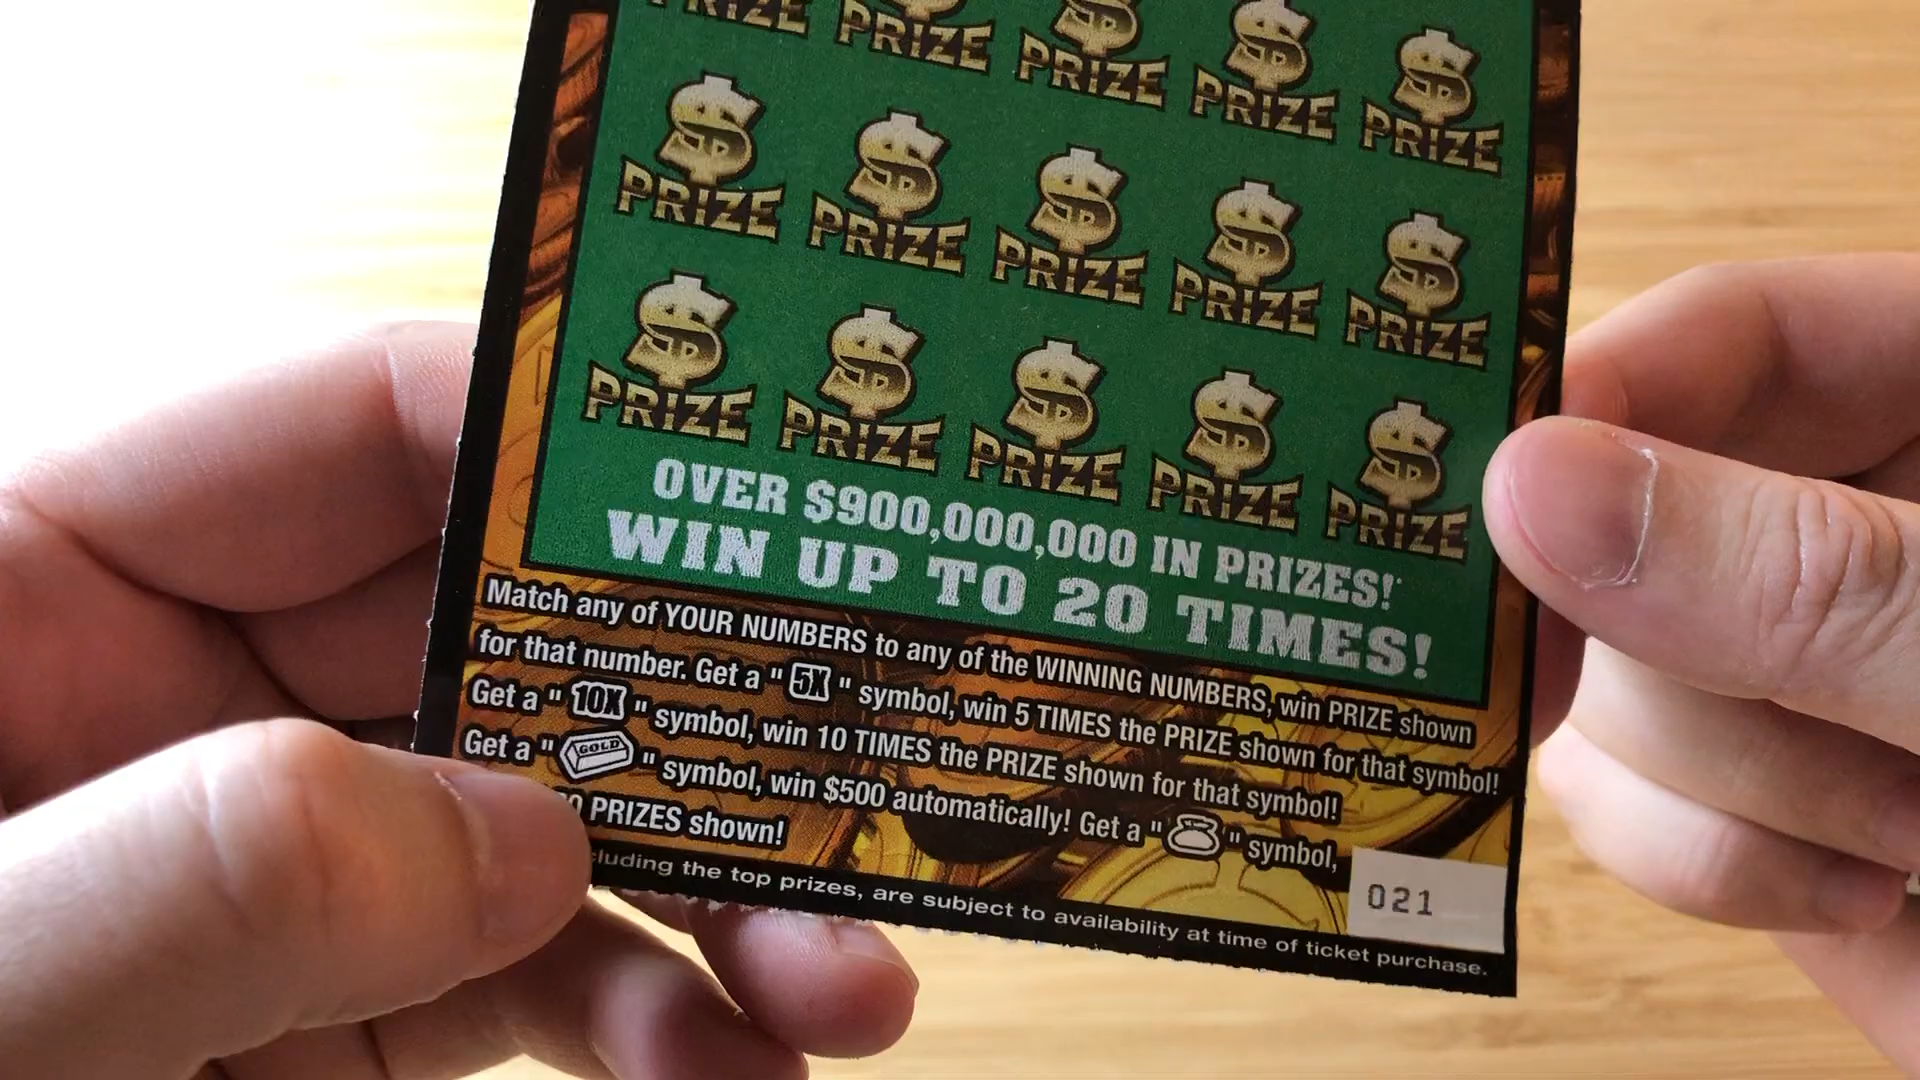 PRIZE PRIZE PRIZE PRIZE PRIZE
PRIZE PRIZE PRIZE PRIZE PRIZE
PRIZE PRIZE PRIZE PRIZE PRIZE
OVER $900,000,000 IN PRIZES!*
WIN UP TO 20 TIMES!
Match any of YOUR NUMBERS to any of the WINNING NUMBERS, win PRIZE shown
for that number. Get a "5X" symbol, win 5 TIMES the PRIZE shown for that symbol!
Get a "10X" symbol, win 10 TIMES the PRIZE shown for that symbol!
Get a "GOLD" symbol, win $500 automatically! Get a " " symbol,
PRIZES shown!
the top prizes, are subject to availability at time of ticket purchase.
021